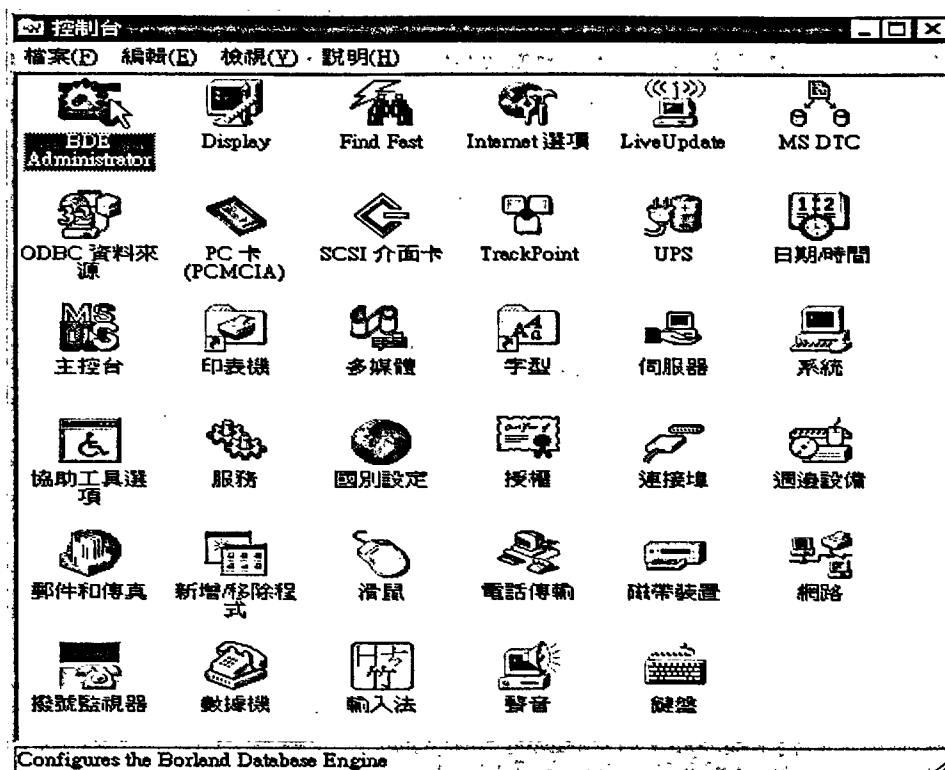 控制台
檔案(F) 編輯(E) 檢視(V) 說明(H)
BDE Administrator
Display
Find Fast
Internet 選項
LiveUpdate
MS DTC
ODBC 資料來源
PC 卡 (PCMCIA)
SCSI 介面卡
TrackPoint
UPS
日期/時間
主控台
印表機
多媒體
字型
伺服器
系統
協助工具選項
服務
國別設定
授權
連接埠
週邊設備
郵件和傳真
新增/移除程式
滑鼠
電話傳輸
磁帶裝置
網路
撥號監視器
數據機
輸入法
聲音
鍵盤
Configures the Borland Database Engine